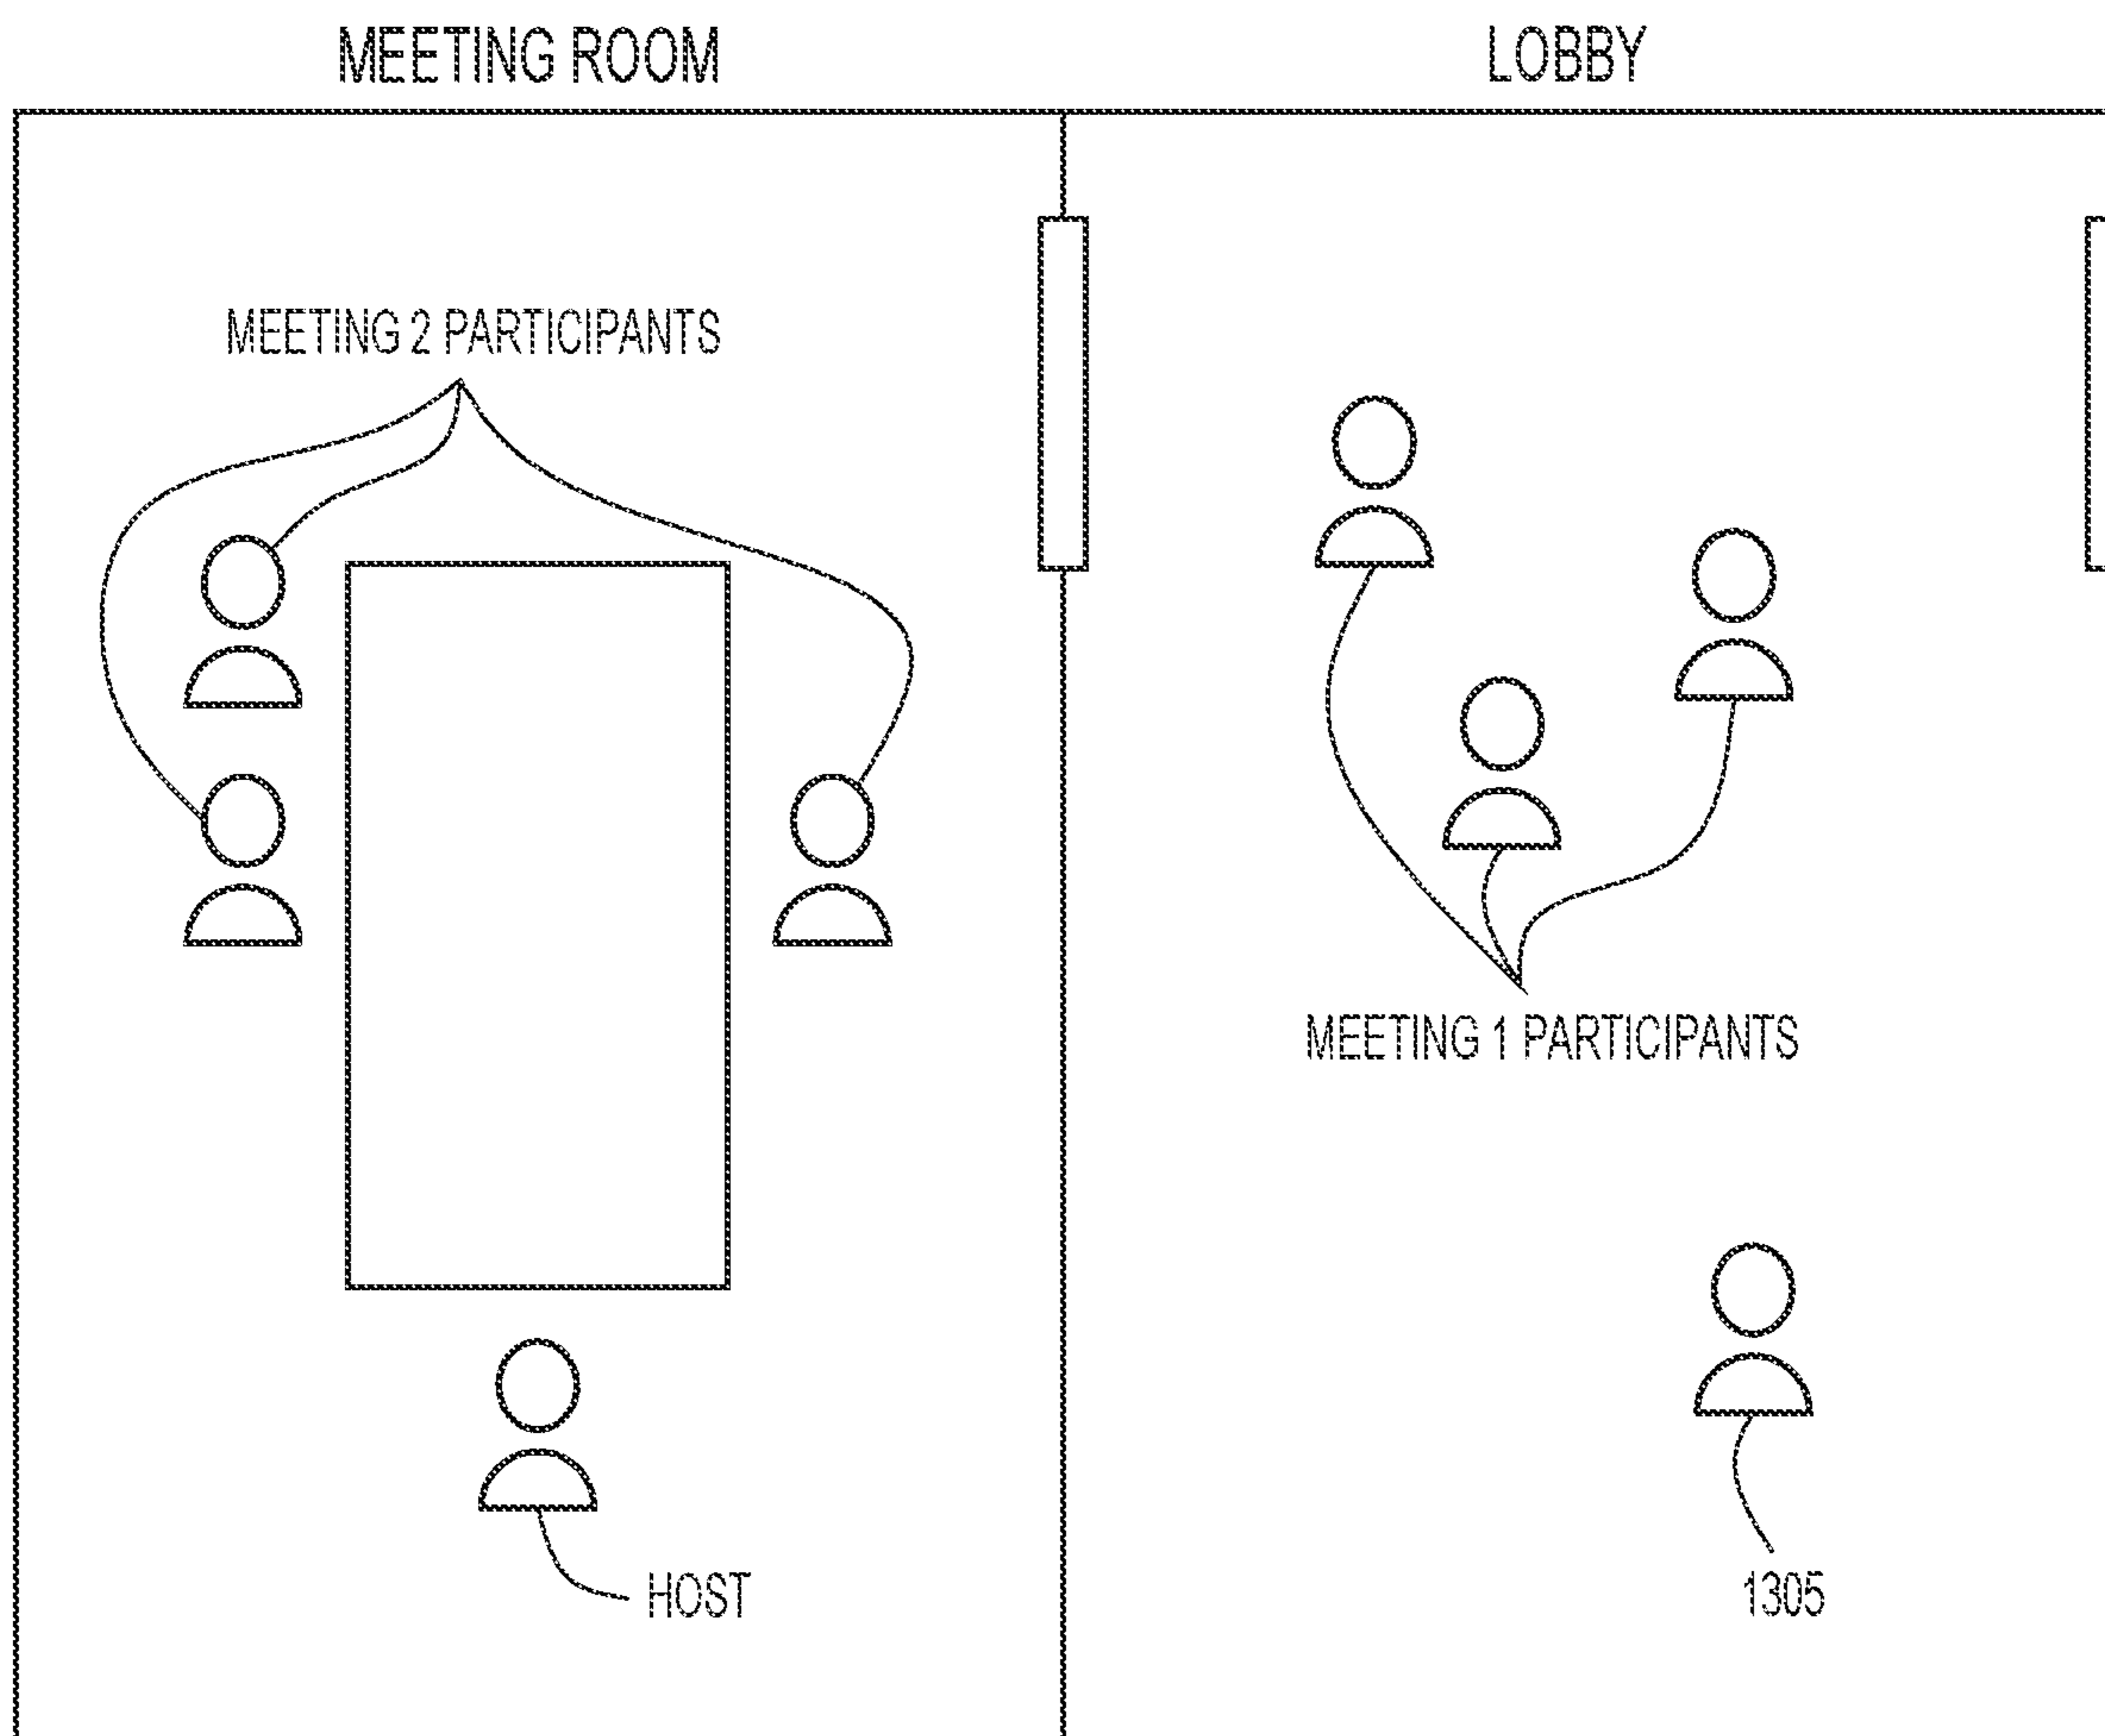 MEETING ROOM
LOBBY
MEETING 2 PARTICIPANTS
MEETING 1 PARTICIPANTS
HOST
1305